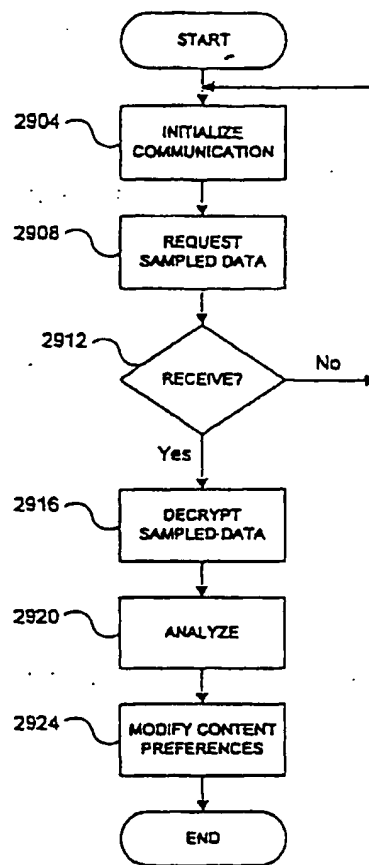 START
2904
INITIALIZE
COMMUNICATION
2908
REQUEST
SAMPLED DATA
2912
RECEIVE?
No
Yes
2916
DECRYPT
SAMPLED DATA
2920
ANALYZE
2924
MODIFY CONTENT
PREFERENCES
END